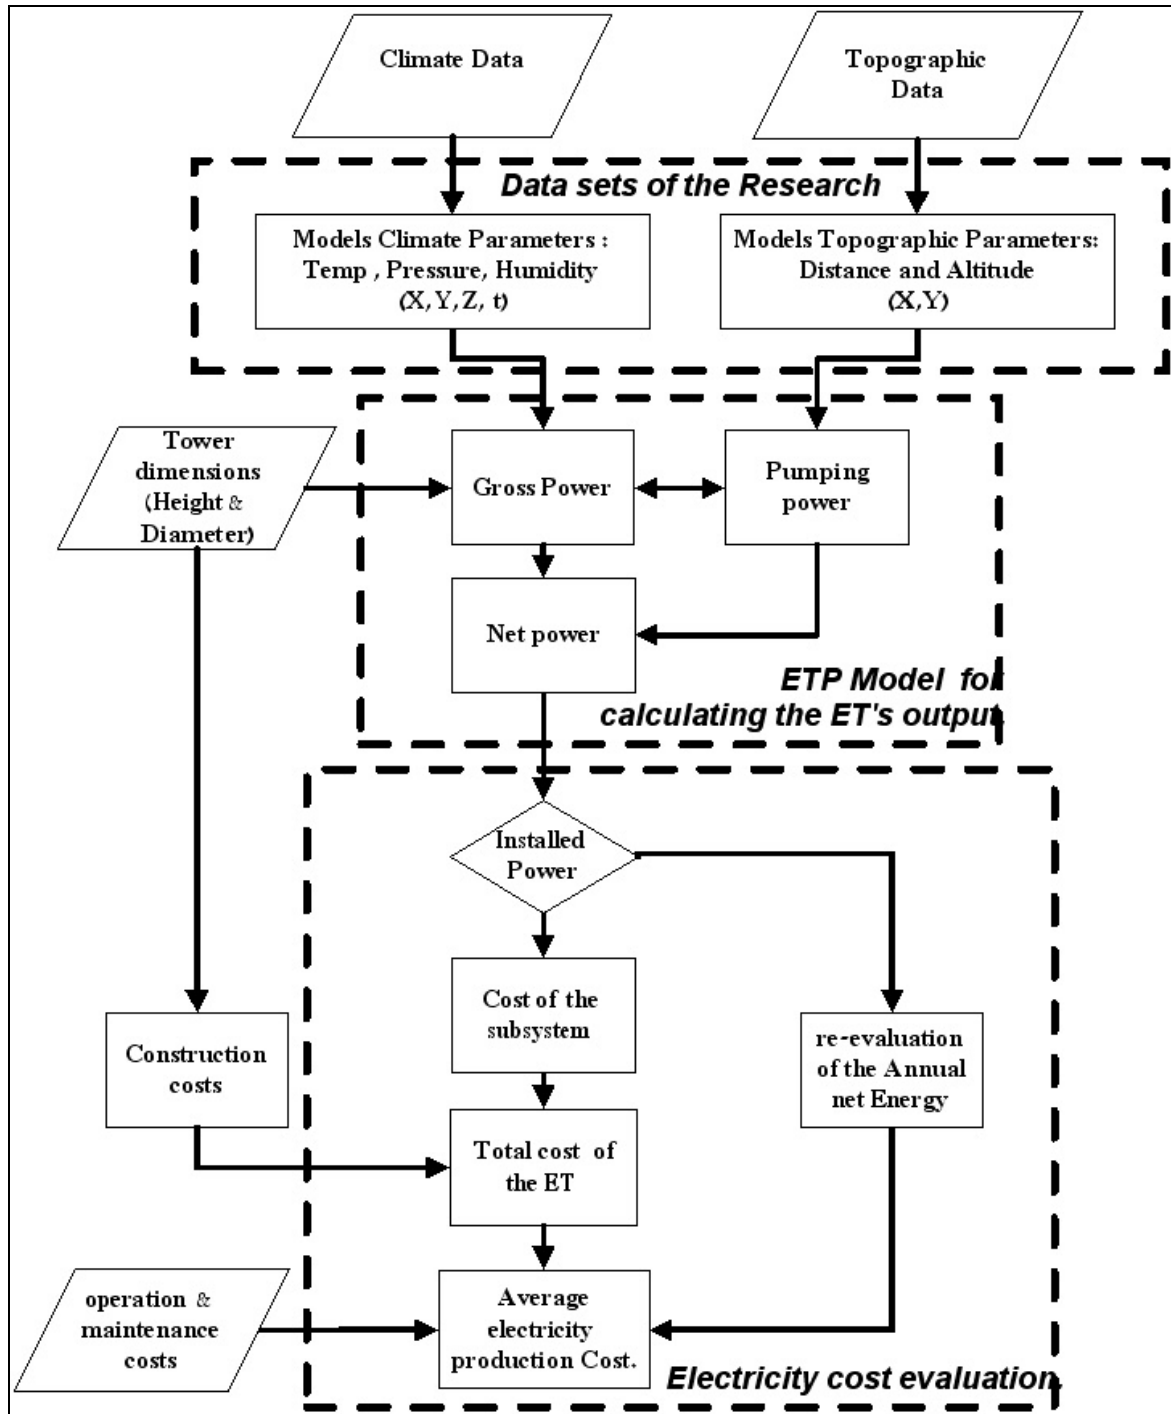 Climate Data
Topographic
Data
Data sets of the Research
Models Climate Parameters :
Temp , Pressure, Humidity
(X,Y,Z, t)
Models Topographic Parameters:
Distance and Altitude
(X,Y)
Tower
dimensions
(Height &
Diameter)
Gross Power
Pumping
power
Net power
ETP Model for
calculating the ET's output.
Installed
Power
Cost of the
subsystem
Construction
costs
re-evaluation
of the Annual
net Energy
Total cost of
the ET
operation &
maintenance
costs
Average
electricity
production Cost.
Electricity cost evaluation.